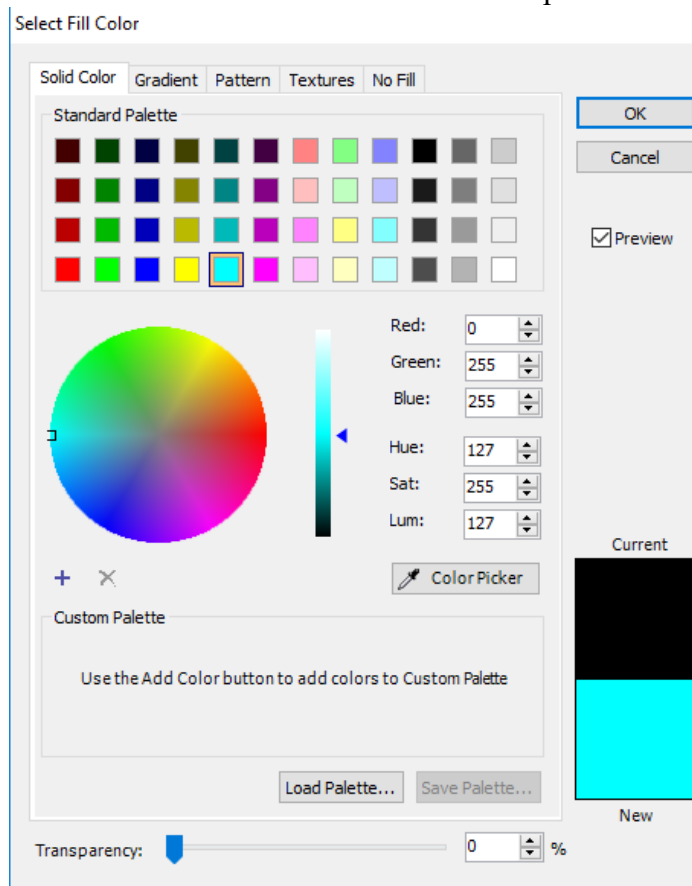 Select Fill Color
Solid Color Gradient Pattern Textures No Fill
Standard Palette
OK
Cancel
Preview
Red: 0
Green: 255
Blue: 255
Hue: 127
Sat: 255
Lum: 127
Color Picker
Current
Custom Palette
Use the Add Color button to add colors to Custom Palette
Load Palette... Save Palette...
New
Transparency: 0 %